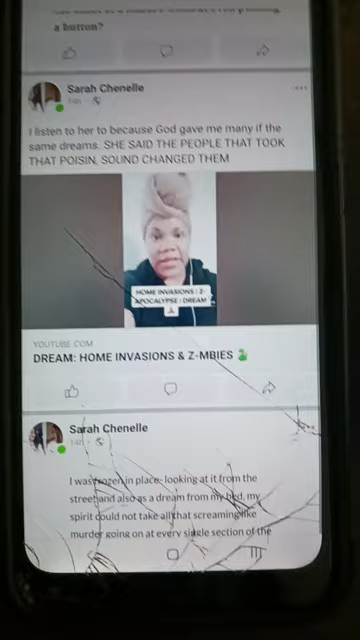 a button?
Sarah Chenelle
14h
I listen to her to because God gave me many if the
same dreams. SHE SAID THE PEOPLE THAT TOOK
THAT POISIN, SOUND CHANGED THEM
HOME INVASIONS | Z-
APOCALYPSE | DREAM
YOUTUBE.COM
DREAM: HOME INVASIONS & Z-MBIES
Sarah Chenelle
14h
I was frozen in place- looking at it from the
street and also as a dream from my bed, my
spirit could not take all that screaming like
murder going on at every single section of the